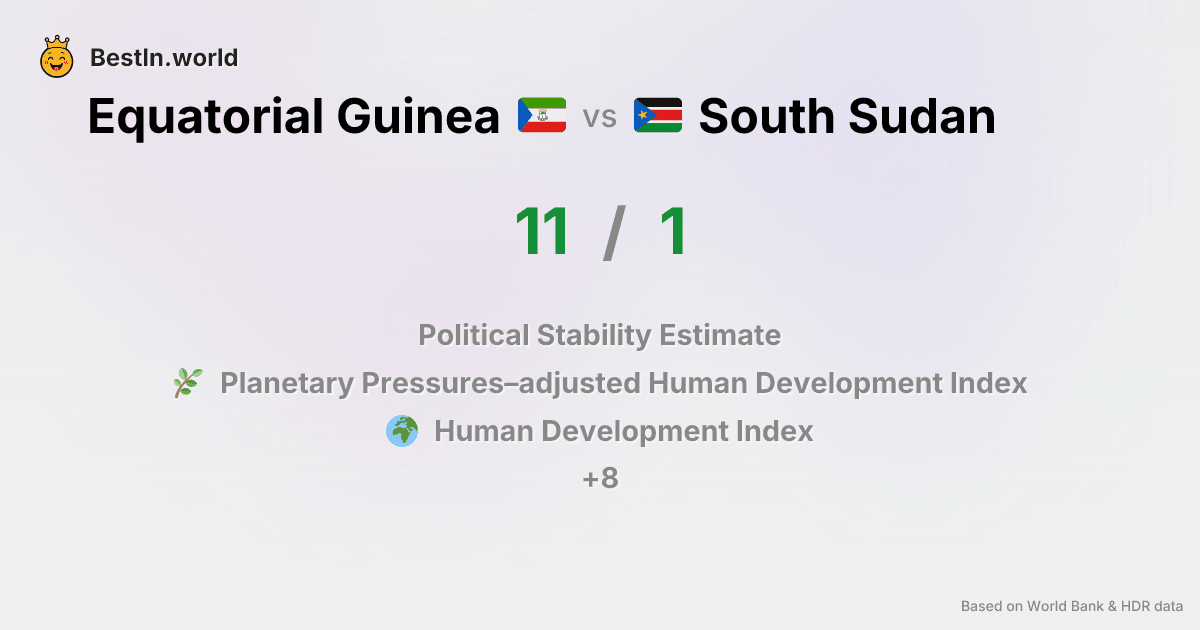 BestIn.world
Equatorial Guinea vs South Sudan
11 / 1
Political Stability Estimate
Planetary Pressures–adjusted Human Development Index
Human Development Index
+8
Based on World Bank & HDR data